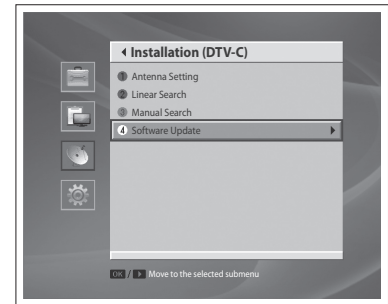 Installation (DTV-C)
1 Antenna Setting
2 Linear Search
3 Manual Search
4 Software Update
OK / Move to the selected submenu